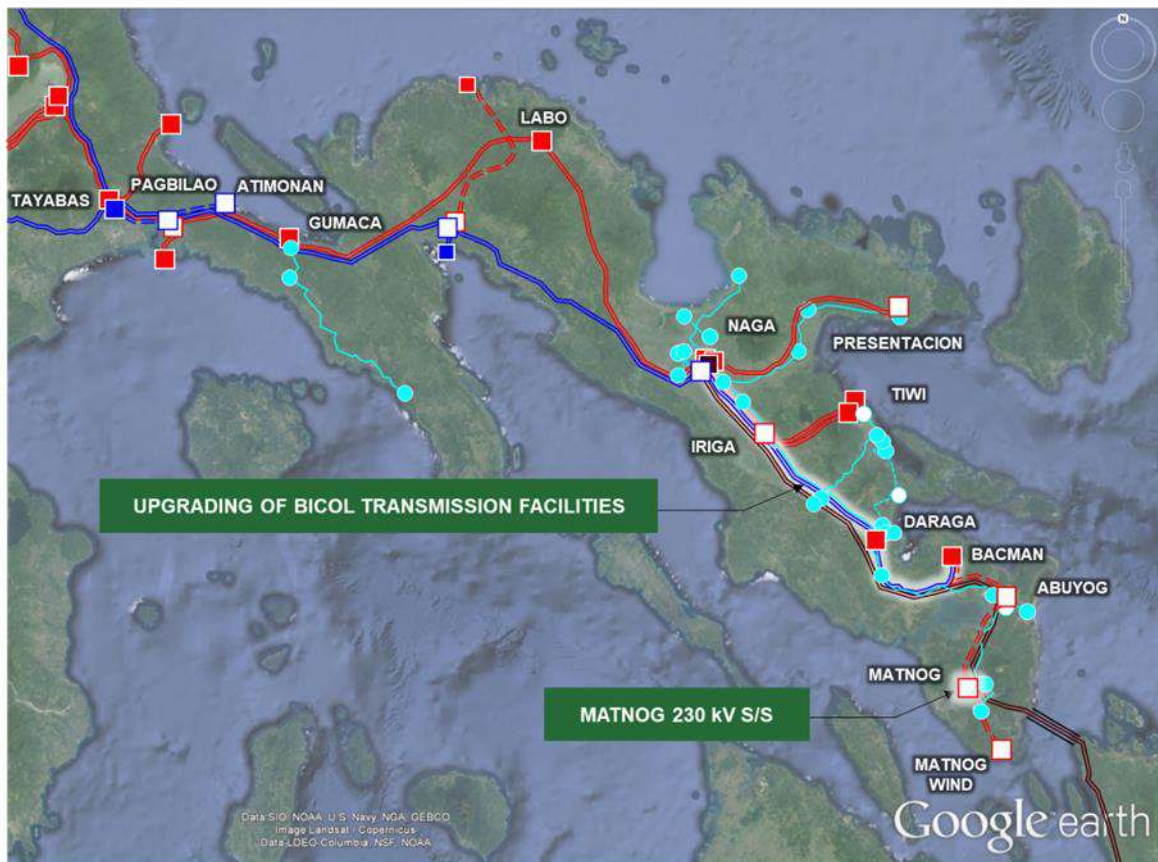 N
LABO
PAGBILAO
ATIMONAN
TAYABAS
GUMACA
NAGA
PRESENTACION
TIWI
IRIGA
UPGRADING OF BICOL TRANSMISSION FACILITIES
DARAGA
BACMAN
ABUYOG
MATNOG
MATNOG 230 kV S/S
MATNOG
WIND
Data SIO, NOAA, U.S. Navy, NGA, GEBCO
Image Landsat / Copernicus
Data LDEO-Columbia, NSF, NOAA
Google earth